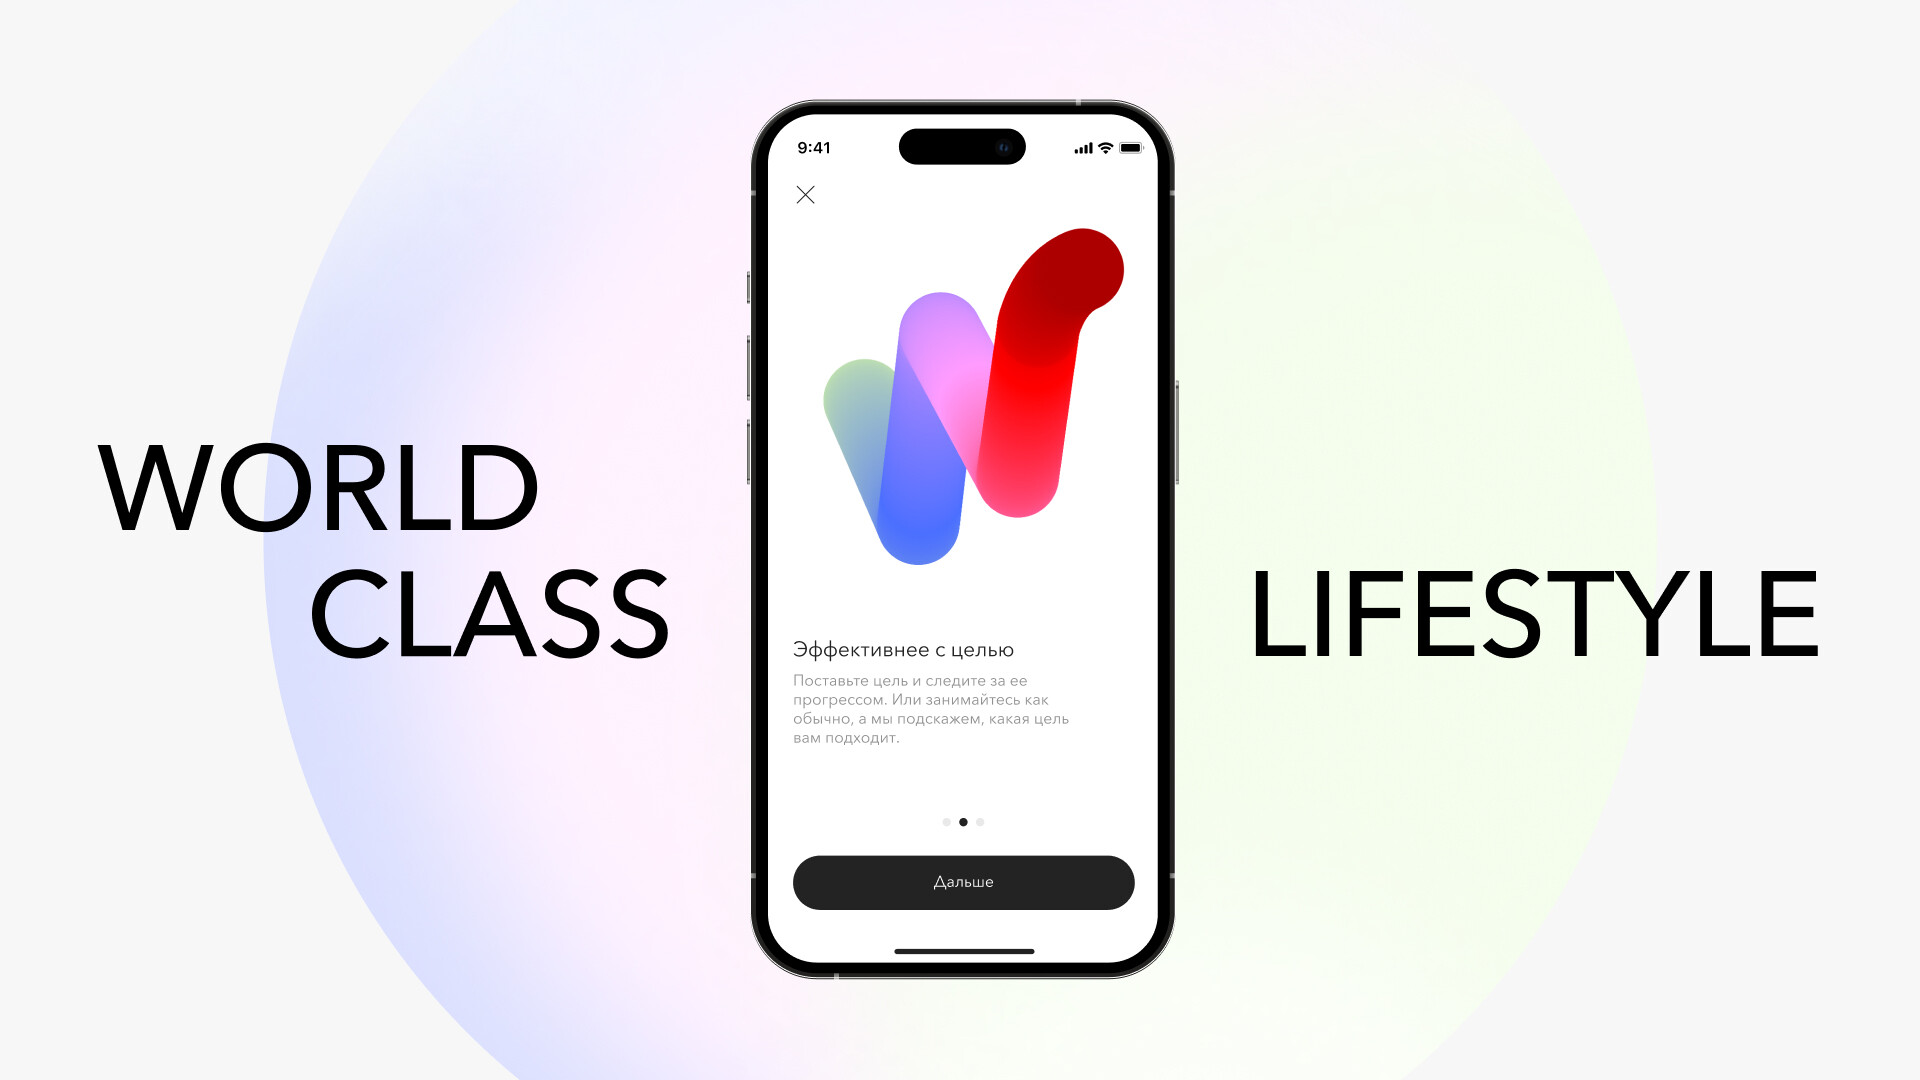 WORLD
CLASS
9:41
Эффективнее с целью
Поставьте цель и следите за ее
прогрессом. Или занимайтесь как
обычно, а мы подскажем, какая цель
вам подходит.
Дальше
LIFESTYLE